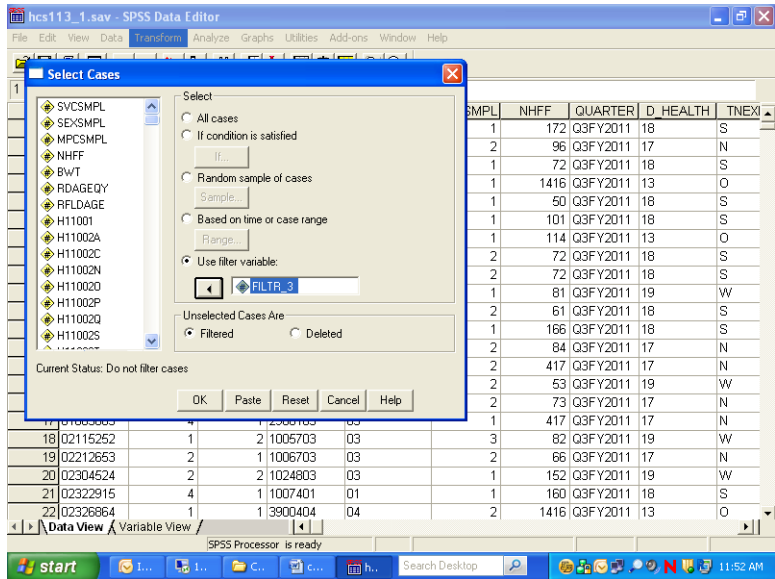 hcs113_1.sav - SPSS Data Editor
File Edit View Data Transform Analyze Graphs Utilities Add-ons Window Help
Select Cases
1
SVCSMPL
SEXSMPL
MPCSMPL
NHFF
BWT
RDAGEQY
RFLDAGE
H11001
H11002A
H11002C
H11002N
H11002O
H11002P
H11002Q
H11002S
Select
All cases
If condition is satisfied
If...
Random sample of cases
Sample...
Based on time or case range
Range...
Use filter variable:
FILTR_3
Unselected Cases Are
Filtered Deleted
Current Status: Do not filter cases
OK Paste Reset Cancel Help
SMPL NHFF QUARTER D_HEALTH TNEXI
1 172 Q3FY2011 18 S
2 96 Q3FY2011 17 N
1 72 Q3FY2011 18 S
1 1416 Q3FY2011 13 O
1 50 Q3FY2011 18 S
1 101 Q3FY2011 18 S
1 114 Q3FY2011 13 O
2 72 Q3FY2011 18 S
2 72 Q3FY2011 18 S
1 81 Q3FY2011 19 W
2 61 Q3FY2011 18 S
1 166 Q3FY2011 18 S
2 84 Q3FY2011 17 N
2 417 Q3FY2011 17 N
2 53 Q3FY2011 19 W
2 73 Q3FY2011 17 N
1 417 Q3FY2011 17 N
18 02115252 1 2 1005703 03 3 82 Q3FY2011 19 W
19 02212653 2 1 1006703 03 2 66 Q3FY2011 17 N
20 02304524 2 2 1024803 03 1 152 Q3FY2011 19 W
21 02322915 4 1 1007401 01 1 160 Q3FY2011 18 S
22 02326864 1 1 3900404 04 2 1416 Q3FY2011 13 O
Data View Variable View
SPSS Processor is ready
start I... 1... C... c... h... Search Desktop N 11:52 AM